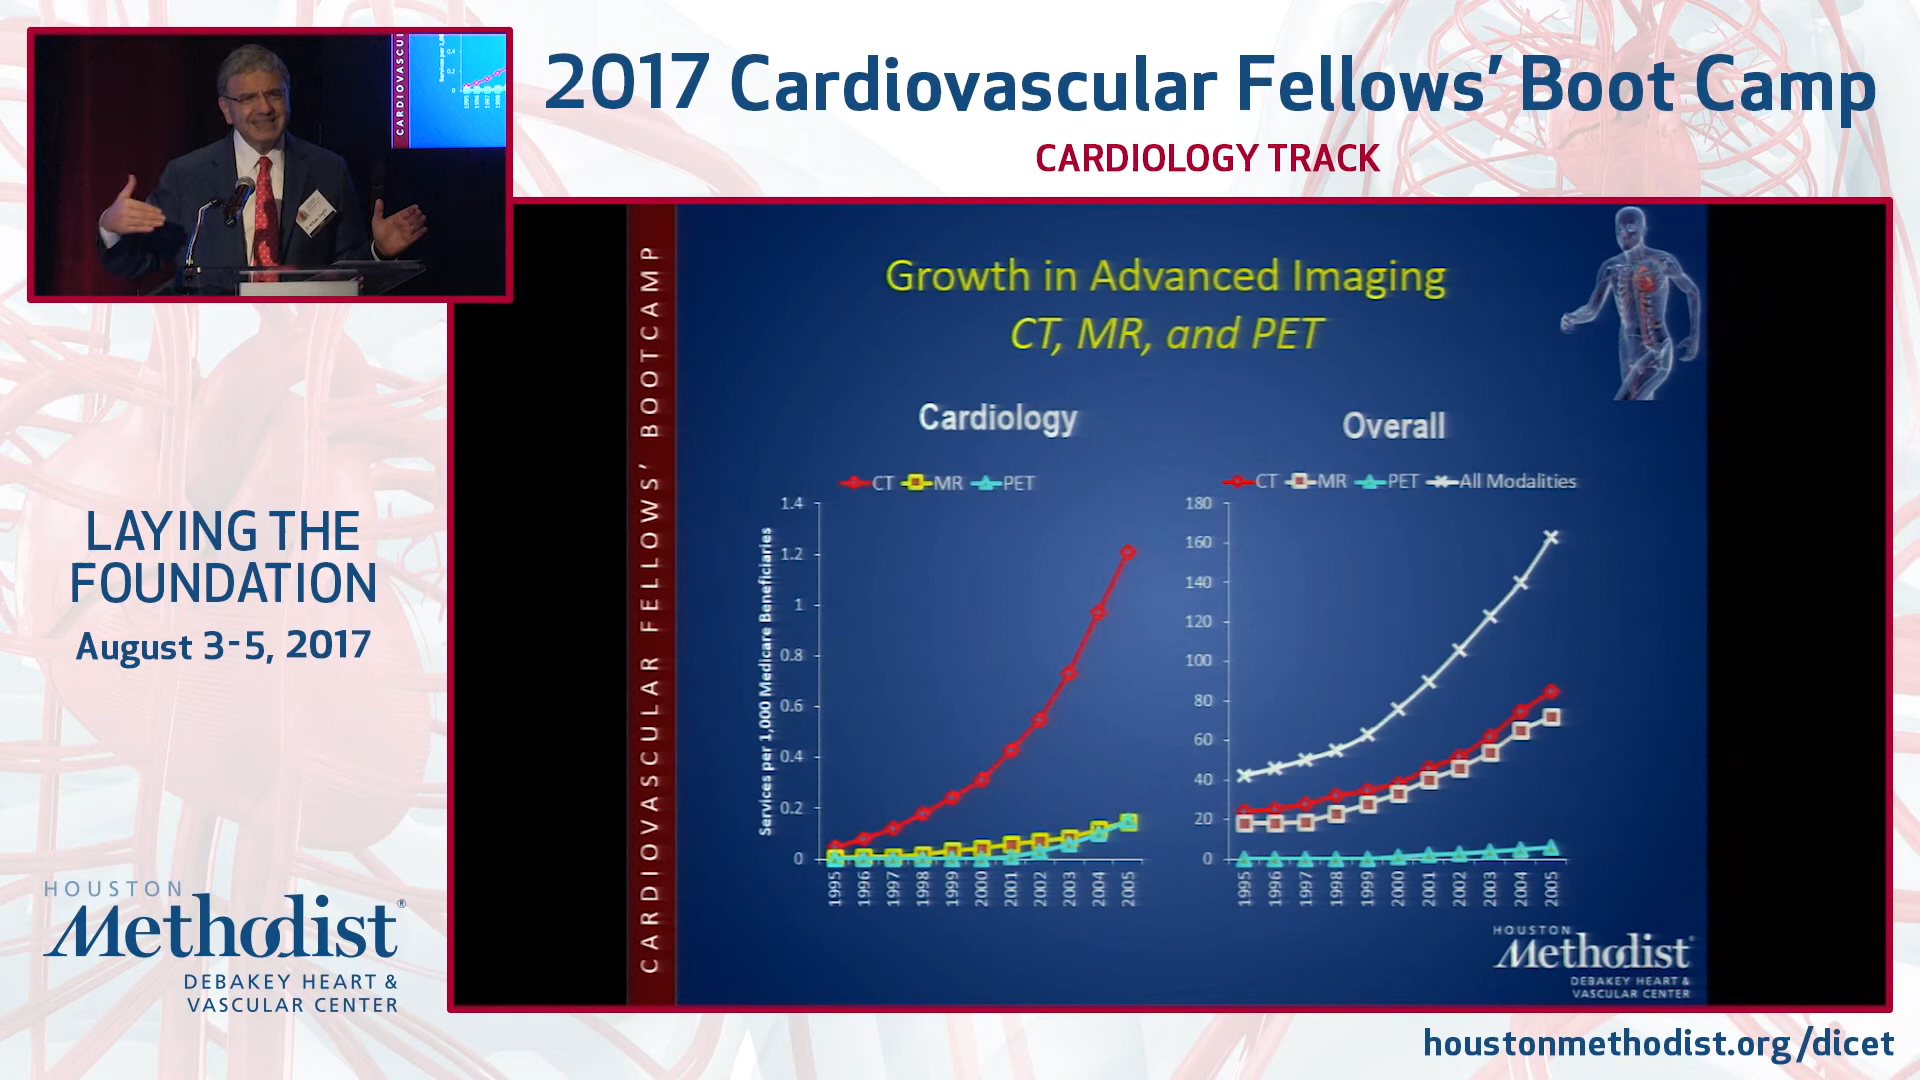 2017 Cardiovascular Fellows' Boot Camp
CARDIOLOGY TRACK
LAYING THE
FOUNDATION
August 3-5, 2017
HOUSTON
Methodist®
DEBAKEY HEART &
VASCULAR CENTER
CARDIOVASCULAR FELLOWS' BOOTCAMP
Growth in Advanced Imaging
CT, MR, and PET
Cardiology
CT MR PET
Services per 1,000 Medicare Beneficiaries
1.4
1.2
1
0.8
0.6
0.4
0.2
0
1995 1996 1997 1998 1999 2000 2001 2002 2003 2004 2005
Overall
CT MR PET All Modalities
180
160
140
120
100
80
60
40
20
0
1995 1996 1997 1998 1999 2000 2001 2002 2003 2004 2005
HOUSTON
Methodist
DEBAKEY HEART &
VASCULAR CENTER
houstonmethodist.org/dicet